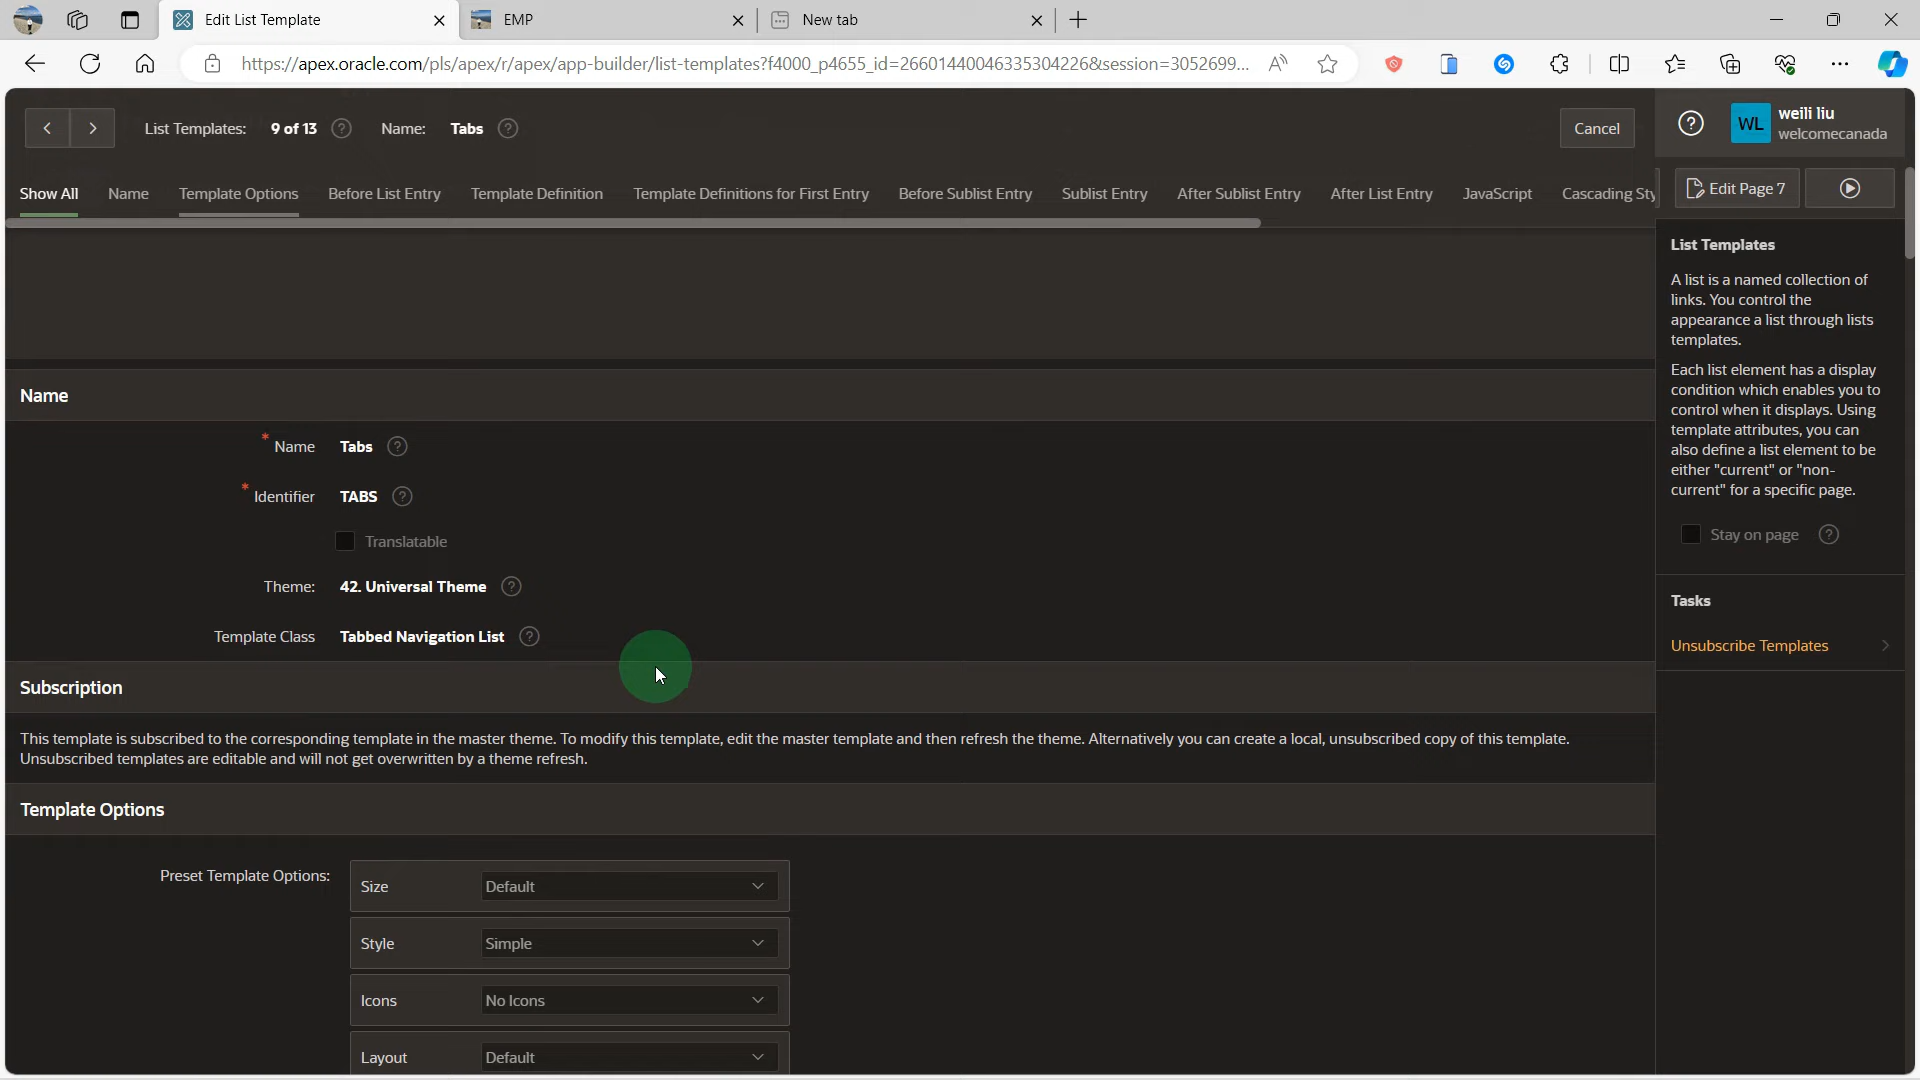 Edit List Template
EMP
New tab
https://apex.oracle.com/pls/apex/r/apex/app-builder/list-templates?f4000_p4655_id=26601440046335304226&session=3052699...
List Templates: 9 of 13 Name: Tabs
Cancel
WL
weili liu
welcomecanada
Show All
Name
Template Options
Before List Entry
Template Definition
Template Definitions for First Entry
Before Sublist Entry
Sublist Entry
After Sublist Entry
After List Entry
JavaScript
Cascading Sty
Edit Page 7
Name
* Name Tabs
* Identifier TABS
Translatable
Theme: 42. Universal Theme
Template Class Tabbed Navigation List
Subscription
This template is subscribed to the corresponding template in the master theme. To modify this template, edit the master template and then refresh the theme. Alternatively you can create a local, unsubscribed copy of this template.
Unsubscribed templates are editable and will not get overwritten by a theme refresh.
Template Options
Preset Template Options:
Size Default
Style Simple
Icons No Icons
Layout Default
List Templates
A list is a named collection of
links. You control the
appearance a list through lists
templates.
Each list element has a display
condition which enables you to
control when it displays. Using
template attributes, you can
also define a list element to be
either "current" or "non-
current" for a specific page.
Stay on page
Tasks
Unsubscribe Templates